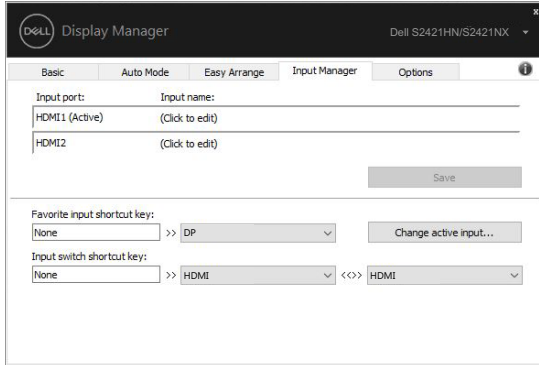 x
DELL Display Manager Dell S2421HN/S2421NX
Basic Auto Mode Easy Arrange Input Manager Options i
Input port: Input name:
HDMI1 (Active) (Click to edit)
HDMI2 (Click to edit)
Save
Favorite input shortcut key:
None >> DP Change active input...
Input switch shortcut key:
None >> HDMI <<>> HDMI